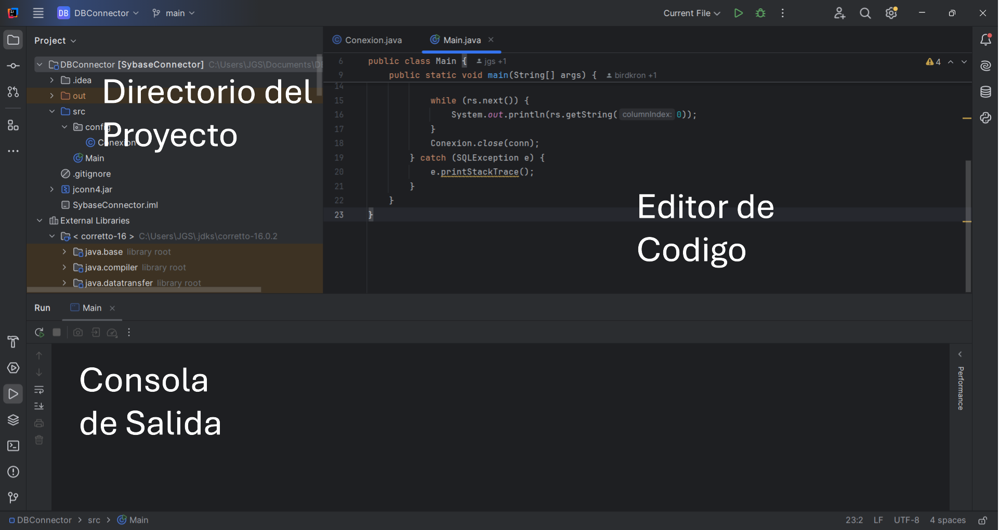 DB DBConnector main Current File
Project
DBConnector [SybaseConnector] C:\Users\JGS\Documents\
.idea
out
src
config
Conexion
Main
.gitignore
jconn4.jar
SybaseConnector.iml
External Libraries
< corretto-16 > C:\Users\JGS\.jdks\corretto-16.0.2
java.base library root
java.compiler library root
java.datatransfer library root
Directorio del
Proyecto
Conexion.java Main.java
6 public class Main { jgs +1
4
9 public static void main(String[] args) { birdkron +1
14
15 while (rs.next()) {
16 System.out.println(rs.getString( columnIndex: 0));
17 }
18 Conexion.close(conn);
19 } catch (SQLException e) {
20 e.printStackTrace();
21 }
22 }
23 }
Editor de
Codigo
Run Main
Consola
de Salida
Performance
DBConnector > src > Main 23:2 LF UTF-8 4 spaces